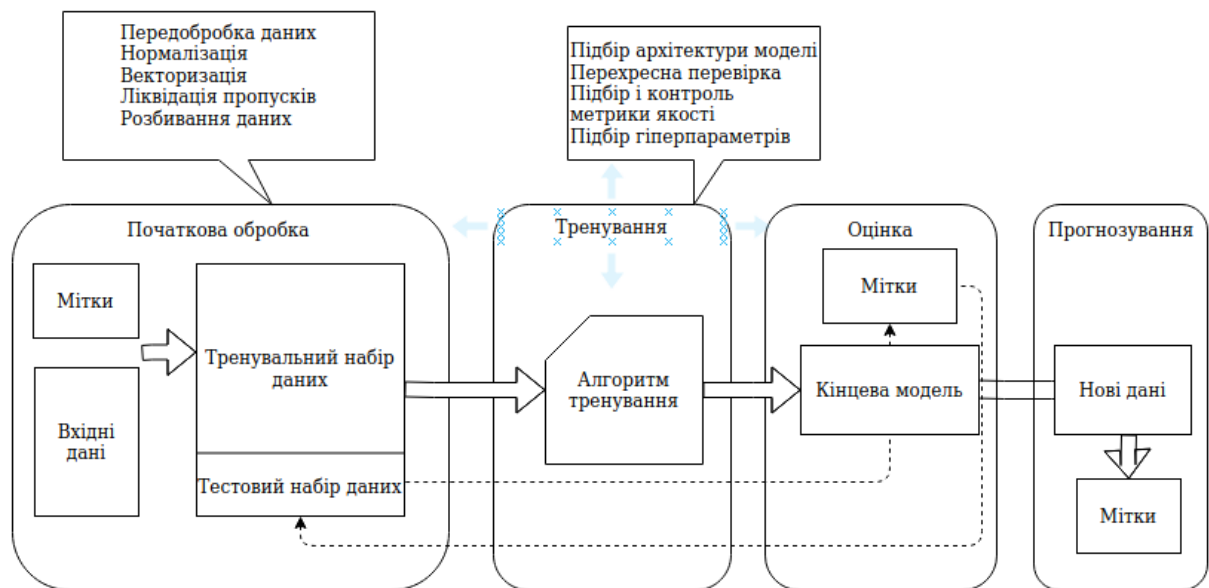 Передобробка даних
Нормалізація
Векторизація
Ліквідація пропусків
Розбивання даних
Підбір архітектури моделі
Перехресна перевірка
Підбір і контроль
метрики якості
Підбір гіперпараметрів
Початкова обробка
Мітки
Вхідні
дані
Тренувальний набір
даних
Тестовий набір даних
Тренування
Алгоритм
тренування
Оцінка
Мітки
Кінцева модель
Прогнозування
Нові дані
Мітки